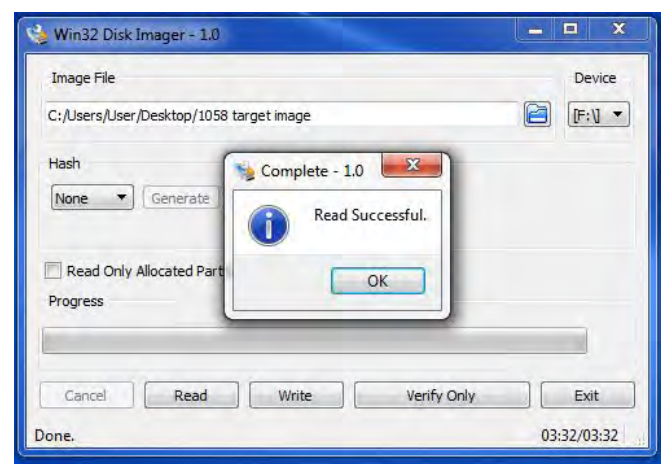 Win32 Disk Imager - 1.0
Image File
Device
C:/Users/User/Desktop/1058 target image
[F:\]
Hash
None
Generate
Complete - 1.0
Read Successful.
OK
Read Only Allocated Part
Progress
Cancel
Read
Write
Verify Only
Exit
Done.
03:32/03:32